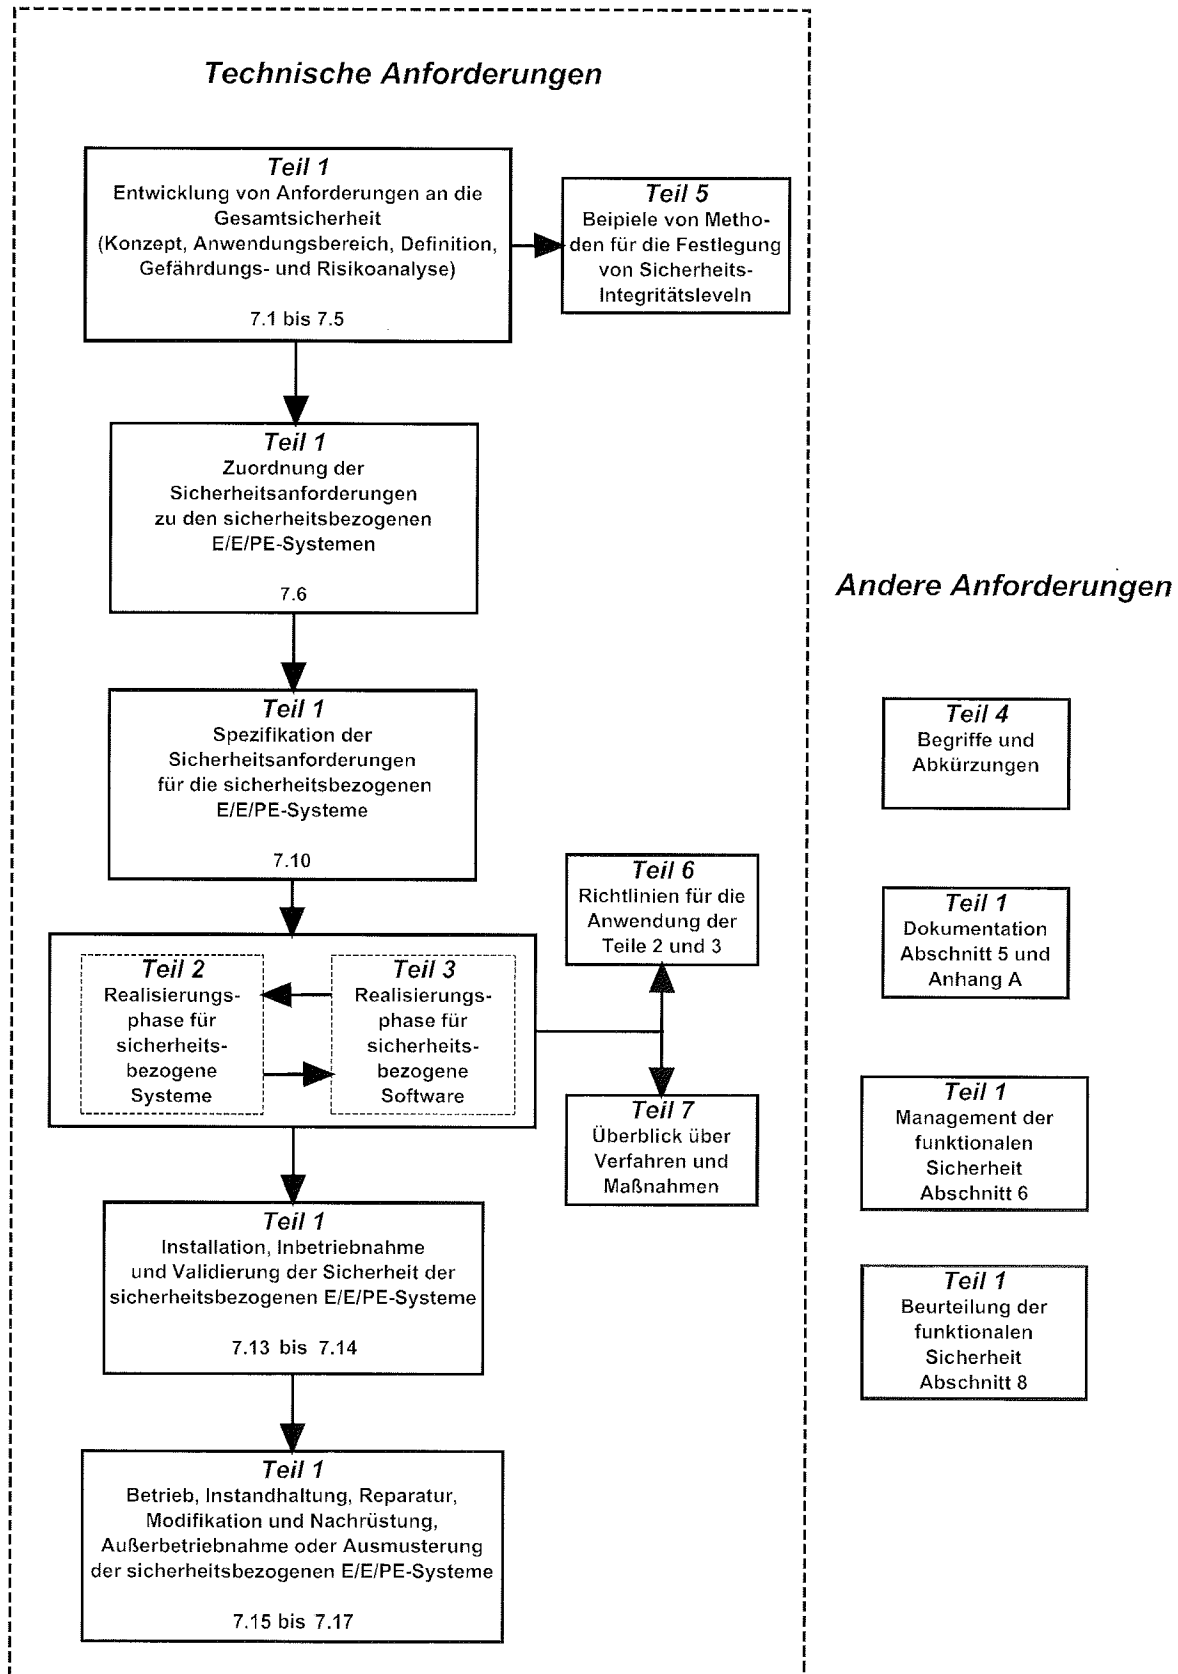 Technische Anforderungen
Teil 1
Entwicklung von Anforderungen an die
Gesamtsicherheit
(Konzept, Anwendungsbereich, Definition,
Gefährdungs- und Risikoanalyse)
7.1 bis 7.5
Teil 5
Beipiele von Metho-
den für die Festlegung
von Sicherheits-
Integritätsleveln
Teil 1
Zuordnung der
Sicherheitsanforderungen
zu den sicherheitsbezogenen
E/E/PE-Systemen
7.6
Teil 1
Spezifikation der
Sicherheitsanforderungen
für die sicherheitsbezogenen
E/E/PE-Systeme
7.10
Teil 2
Realisierungs-
phase für
sicherheits-
bezogene
Systeme
Teil 3
Realisierungs-
phase für
sicherheits-
bezogene
Software
Teil 6
Richtlinien für die
Anwendung der
Teile 2 und 3
Teil 7
Überblick über
Verfahren und
Maßnahmen
Teil 1
Installation, Inbetriebnahme
und Validierung der Sicherheit der
sicherheitsbezogenen E/E/PE-Systeme
7.13 bis 7.14
Teil 1
Betrieb, Instandhaltung, Reparatur,
Modifikation und Nachrüstung,
Außerbetriebnahme oder Ausmusterung
der sicherheitsbezogenen E/E/PE-Systeme
7.15 bis 7.17
Andere Anforderungen
Teil 4
Begriffe und
Abkürzungen
Teil 1
Dokumentation
Abschnitt 5 und
Anhang A
Teil 1
Management der
funktionalen
Sicherheit
Abschnitt 6
Teil 1
Beurteilung der
funktionalen
Sicherheit
Abschnitt 8